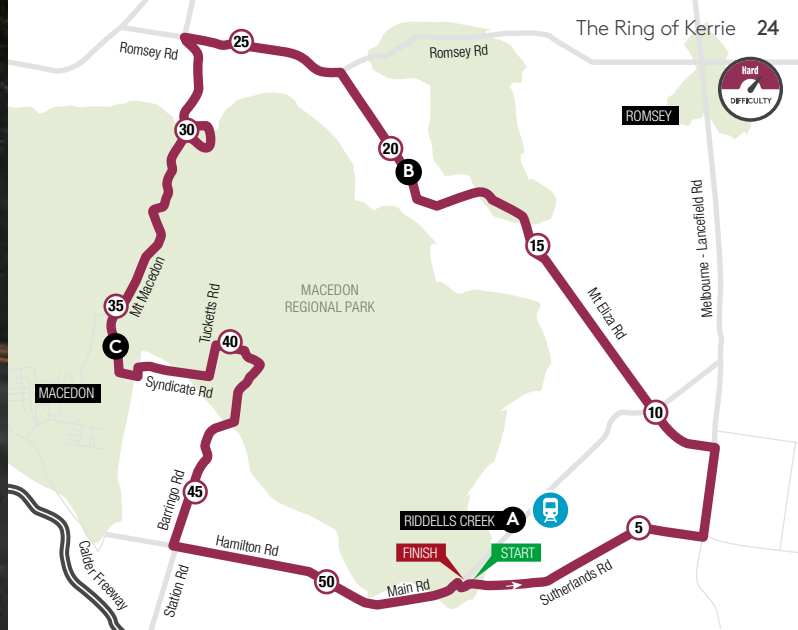 The Ring of Kerrie 24
Hard
DIFFICULTY
Romsey Rd
25
Romsey Rd
ROMSEY
30
20
B
Melbourne - Lancefield Rd
15
35
Mt Macedon
MACEDON
REGIONAL PARK
Tucketts Rd
Mt Eliza Rd
C
40
MACEDON
Syndicate Rd
10
Barringo Rd
45
RIDDELLS CREEK A
5
Hamilton Rd
FINISH
START
Calder Freeway
Station Rd
50
Main Rd
Sutherlands Rd